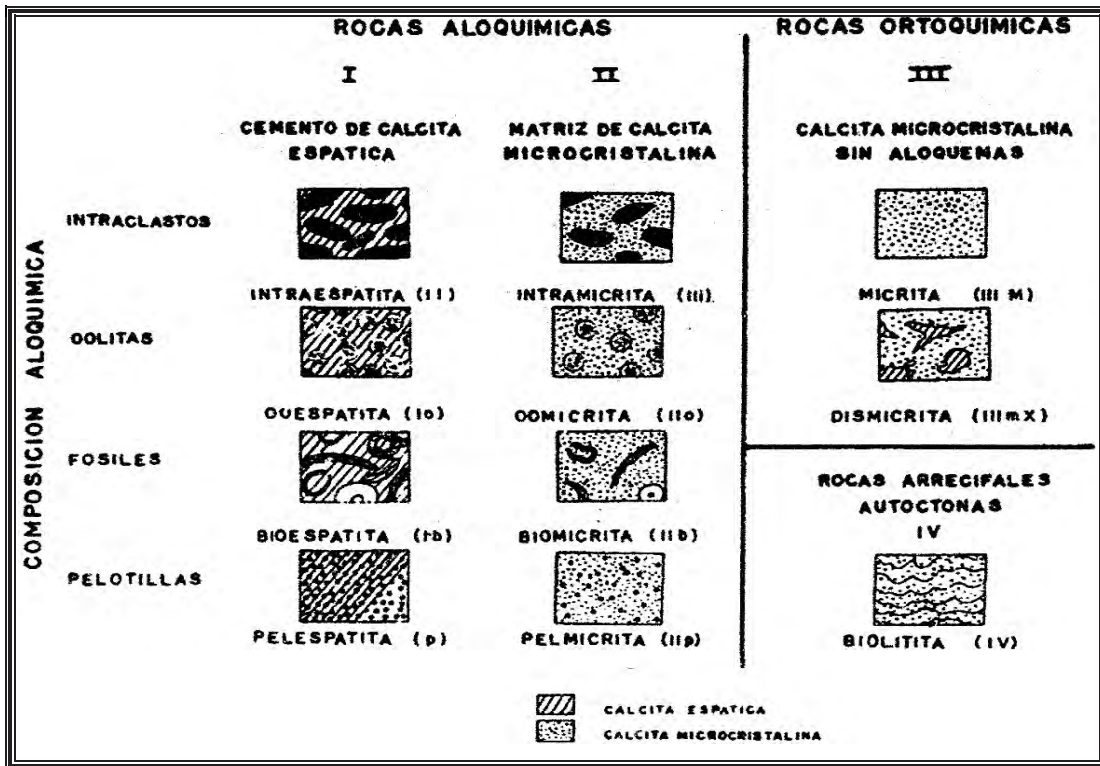 ROCAS ALOQUIMICAS
ROCAS ORTOQUIMICAS
I
II
III
CEMENTO DE CALCITA
ESPATICA
MATRIZ DE CALCITA
MICROCRISTALINA
CALCITA MICROCRISTALINA
SIN ALOQUEMAS
COMPOSICION ALOQUIMICA
INTRACLASTOS
INTRAESPATITA (II)
INTRAMICRITA (III)
MICRITA (III M)
OOLITAS
OOESPATITA (Io)
OOMICRITA (IIo)
DISMICRITA (IIImX)
FOSILES
BIOESPATITA (Ib)
BIOMICRITA (IIb)
ROCAS ARRECIFALES
AUTOCTONAS
IV
PELOTILLAS
PELESPATITA (p)
PELMICRITA (IIp)
BIOLITITA (IV)
CALCITA ESPATICA
CALCITA MICROCRISTALINA